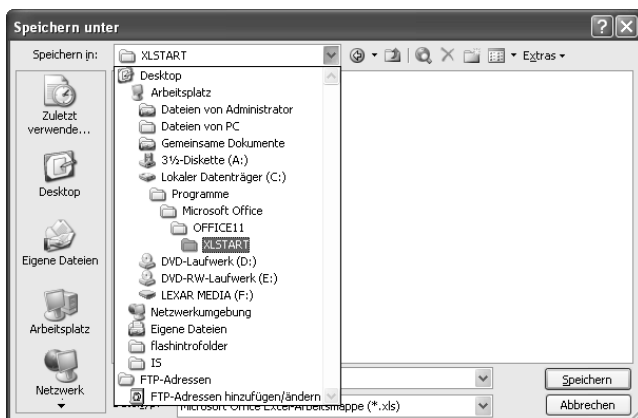 Speichern unter
Speichern in:
XLSTART
Extras
Zuletzt
verwende...
Desktop
Eigene Dateien
Arbeitsplatz
Netzwerk
Desktop
Arbeitsplatz
Dateien von Administrator
Dateien von PC
Gemeinsame Dokumente
3½-Diskette (A:)
Lokaler Datenträger (C:)
Programme
Microsoft Office
OFFICE11
XLSTART
DVD-Laufwerk (D:)
DVD-RW-Laufwerk (E:)
LEXAR MEDIA (F:)
Netzwerkumgebung
Eigene Dateien
flashintrofolder
IS
FTP-Adressen
FTP-Adressen hinzufügen/ändern
Microsoft Office Excel-Arbeitsmappe (*.xls)
Speichern
Abbrechen